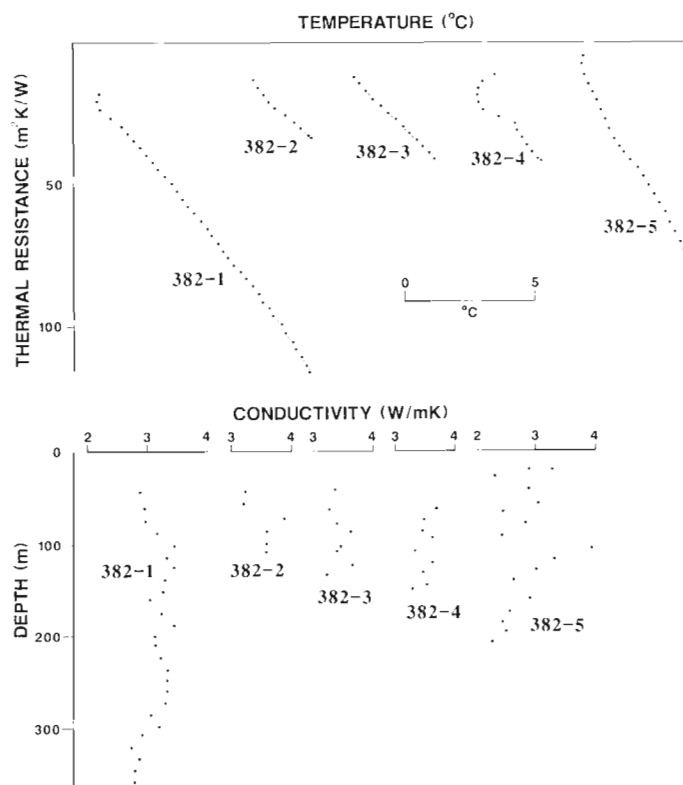 TEMPERATURE (°C)
THERMAL RESISTANCE (m² K/W)
50
100
382-1
382-2
382-3
382-4
382-5
0 5
°C
CONDUCTIVITY (W/mK)
2 3 4 3 4 3 4 3 4 2 3 4
DEPTH (m)
0
100
200
300
382-1
382-2
382-3
382-4
382-5